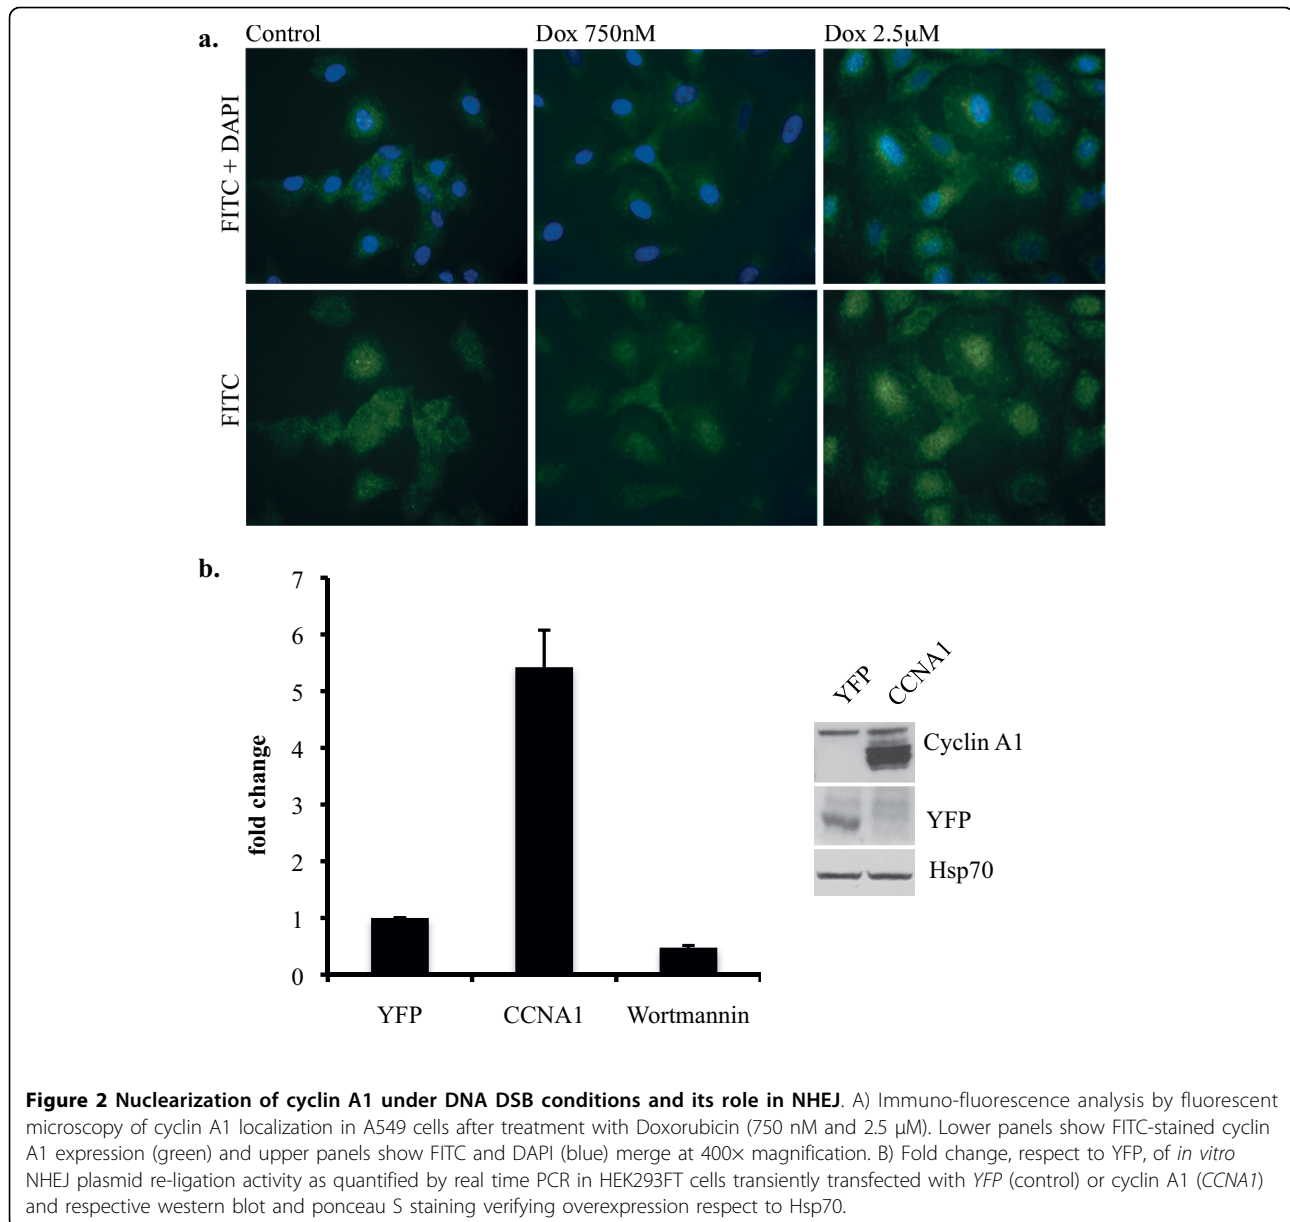 a.
Control
Dox 750nM
Dox 2.5µM
FITC + DAPI
FITC
b.
7
6
5
4
3
2
1
0
fold change
YFP
CCNA1
Wortmannin
YFP
CCNA1
Cyclin A1
YFP
Hsp70
Figure 2 Nuclearization of cyclin A1 under DNA DSB conditions and its role in NHEJ. A) Immuno-fluorescence analysis by fluorescent
microscopy of cyclin A1 localization in A549 cells after treatment with Doxorubicin (750 nM and 2.5 µM). Lower panels show FITC-stained cyclin
A1 expression (green) and upper panels show FITC and DAPI (blue) merge at 400× magnification. B) Fold change, respect to YFP, of in vitro
NHEJ plasmid re-ligation activity as quantified by real time PCR in HEK293FT cells transiently transfected with YFP (control) or cyclin A1 (CCNA1)
and respective western blot and ponceau S staining verifying overexpression respect to Hsp70.